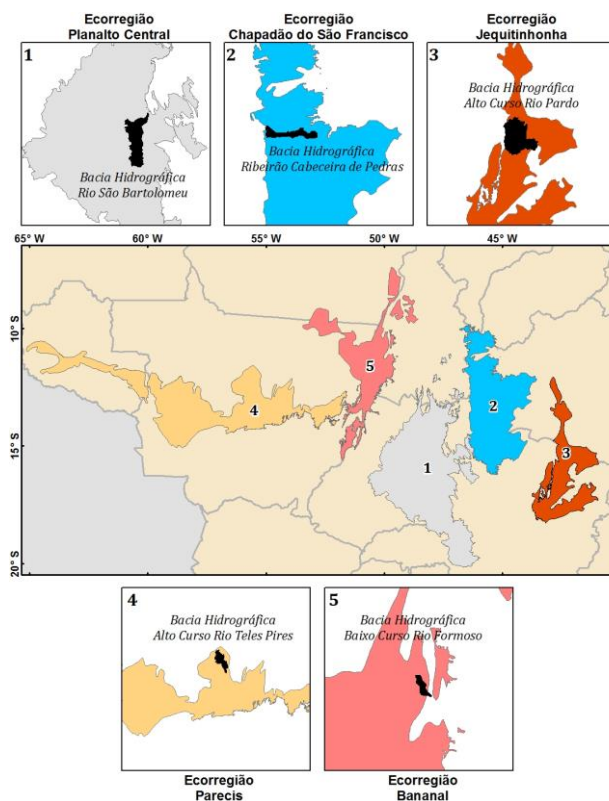 Ecorregião
Planalto Central
Ecorregião
Chapadão do São Francisco
Ecorregião
Jequitinhonha
1
Bacia Hidrográfica
Rio São Bartolomeu
2
Bacia Hidrográfica
Ribeirão Cabeceira de Pedras
3
Bacia Hidrográfica
Alto Curso Rio Pardo
65° W
60° W
55° W
50° W
45° W
10° S
15° S
20° S
5
4
2
1
3
4
Bacia Hidrográfica
Alto Curso Rio Teles Pires
5
Bacia Hidrográfica
Baixo Curso Rio Formoso
Ecorregião
Parecis
Ecorregião
Bananal